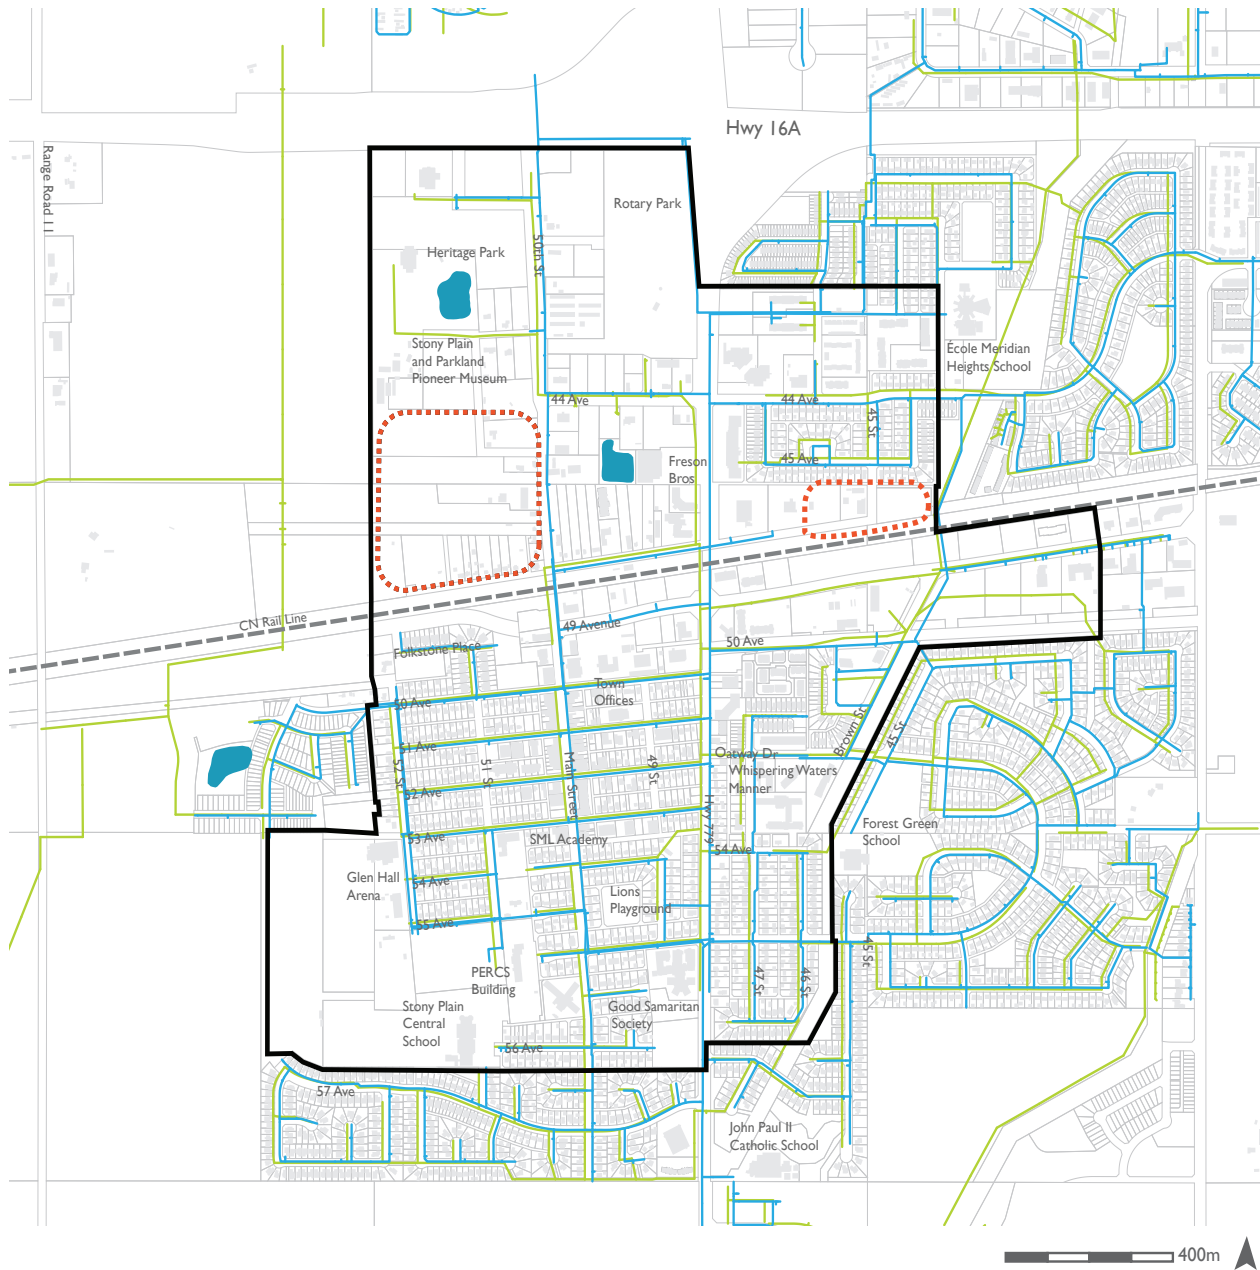 Hwy 16A
Range Road 11
Rotary Park
50th St
Heritage Park
Stony Plain
and Parkland
Pioneer Museum
École Meridian
Heights School
44 Ave
44 Ave
45 St
45 Ave
Freson
Bros
CN Rail Line
49 Avenue
50 Ave
Folkstone Place
Town
Offices
50 Ave
51 Ave
52 St
51 St
Main Street
49 St
Brown St
45 St
Oatway Dr
Whispering Waters
Manner
52 Ave
Hwy 779
53 Ave
SML Academy
54 Ave
Forest Green
School
Glen Hall
Arena
54 Ave
Lions
Playground
55 Ave
45 St
PERCS
Building
47 St
46 St
Stony Plain
Central
School
Good Samaritan
Society
56 Ave
57 Ave
John Paul II
Catholic School
400m